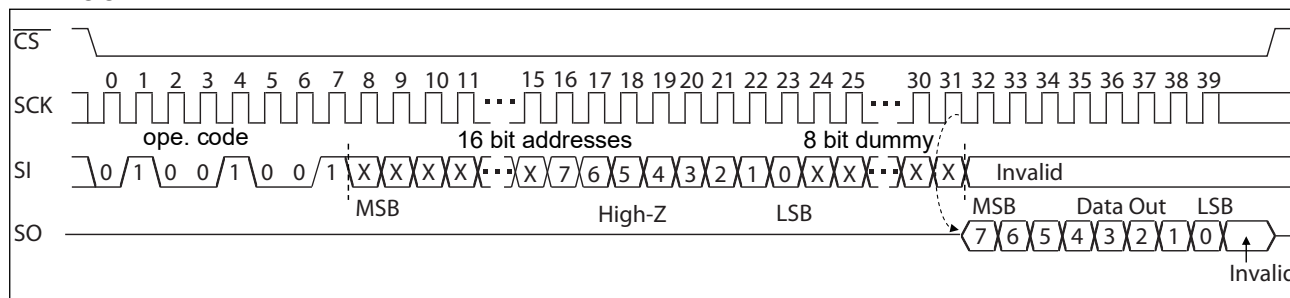 CS
0 1 2 3 4 5 6 7 8 9 10 11 15 16 17 18 19 20 21 22 23 24 25 30 31 32 33 34 35 36 37 38 39
SCK
ope. code 16 bit addresses 8 bit dummy
SI 0 1 0 0 1 0 0 1 X X X X X 7 6 5 4 3 2 1 0 X X X X Invalid
MSB High-Z LSB MSB Data Out LSB
SO 7 6 5 4 3 2 1 0
Invalid